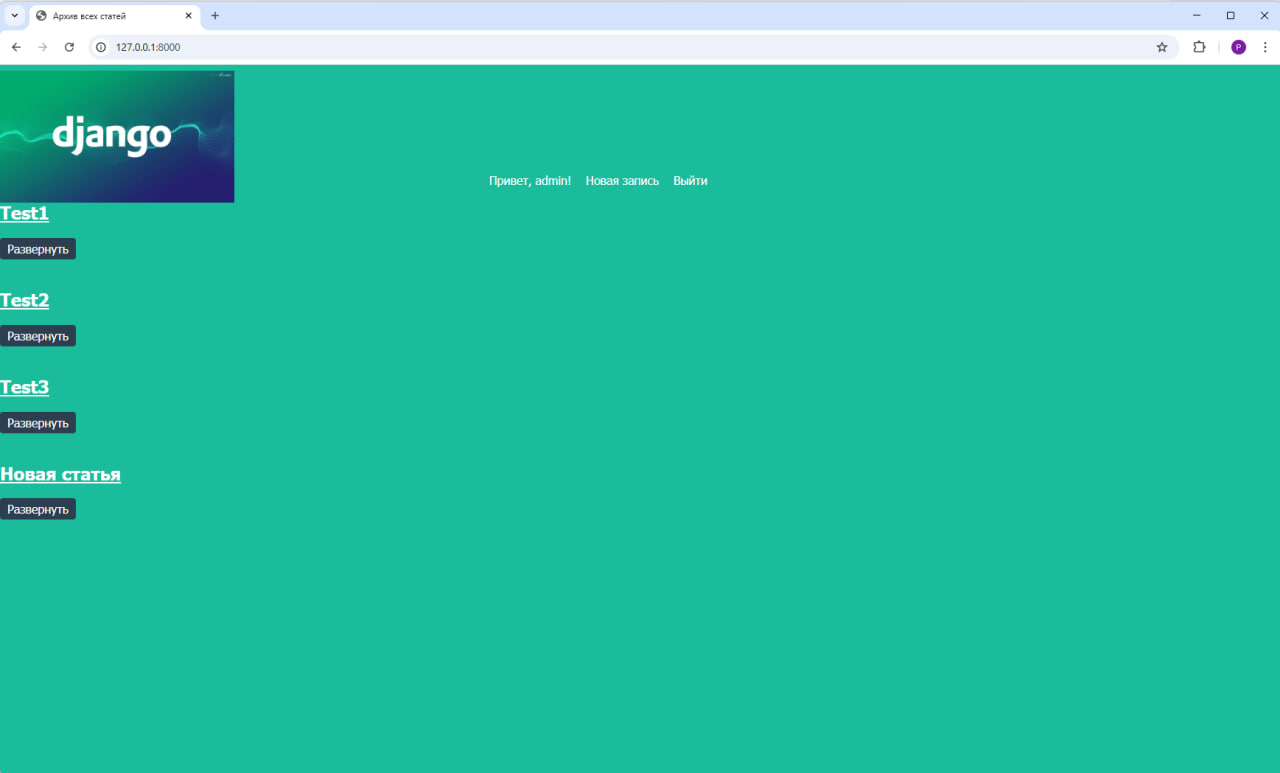 Архив всех статей
127.0.0.1:8000
P
django
Привет, admin! Новая запись Выйти
Test1
Развернуть
Test2
Развернуть
Test3
Развернуть
Новая статья
Развернуть